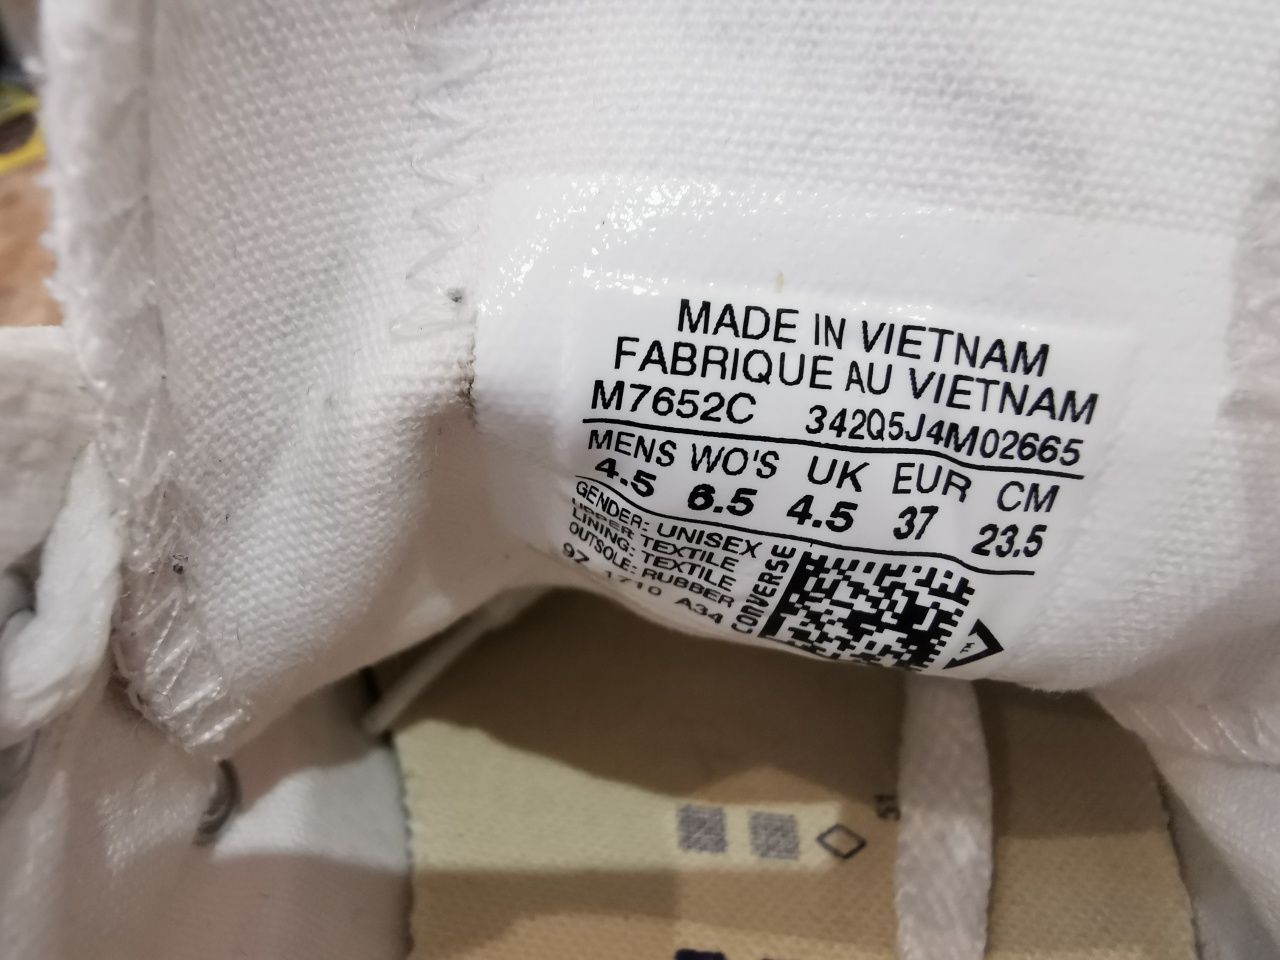 MADE IN VIETNAM
FABRIQUE AU VIETNAM
M7652C 342Q5J4M02665
MENS WO'S UK EUR CM
4.5 6.5 4.5 37 23.5
GENDER: UNISEX
UPPER: TEXTILE
LINING: TEXTILE
OUTSOLE: RUBBER
97 1710 A34
CONVERSE
51